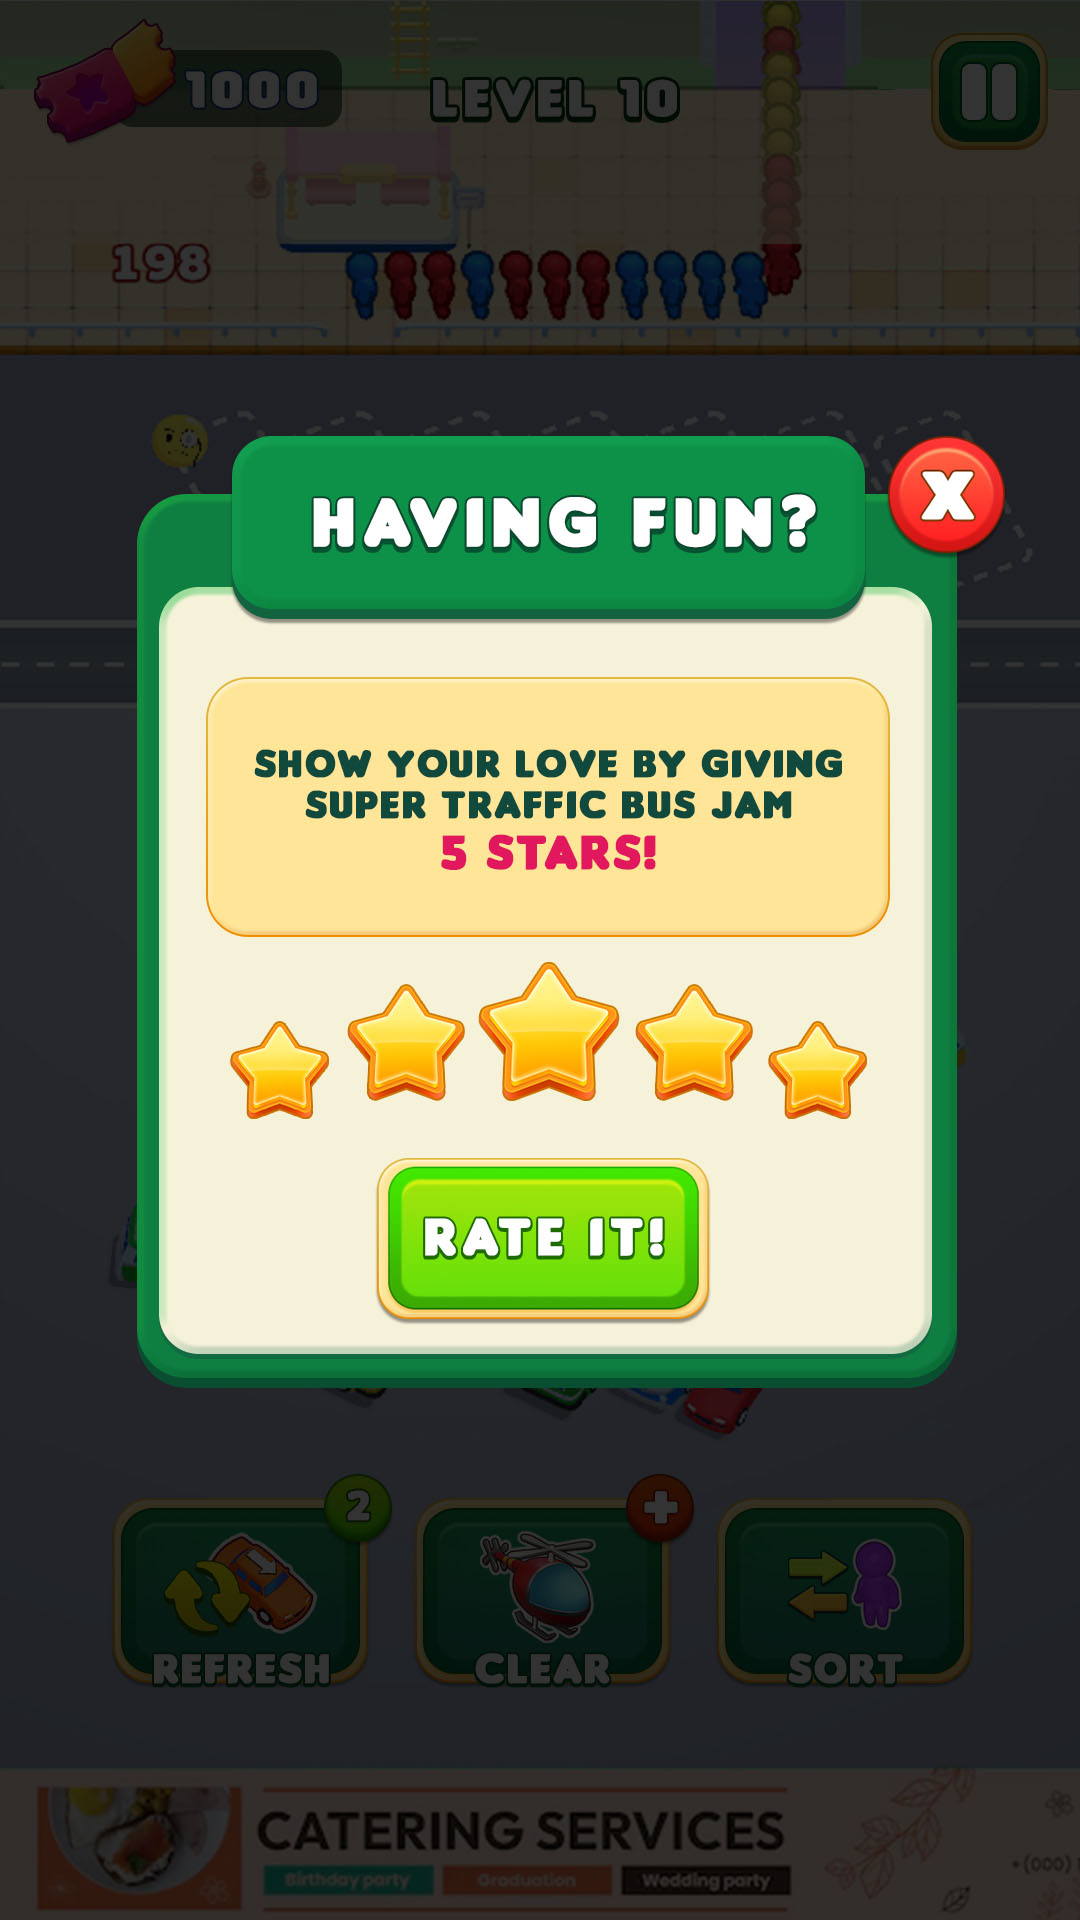 1000
LEVEL 10
198
HAVING FUN?
X
SHOW YOUR LOVE BY GIVING
SUPER TRAFFIC BUS JAM
5 STARS!
RATE IT!
2
REFRESH
CLEAR
SORT
CATERING SERVICES
Birthday party
Graduation
Wedding party
+(000)